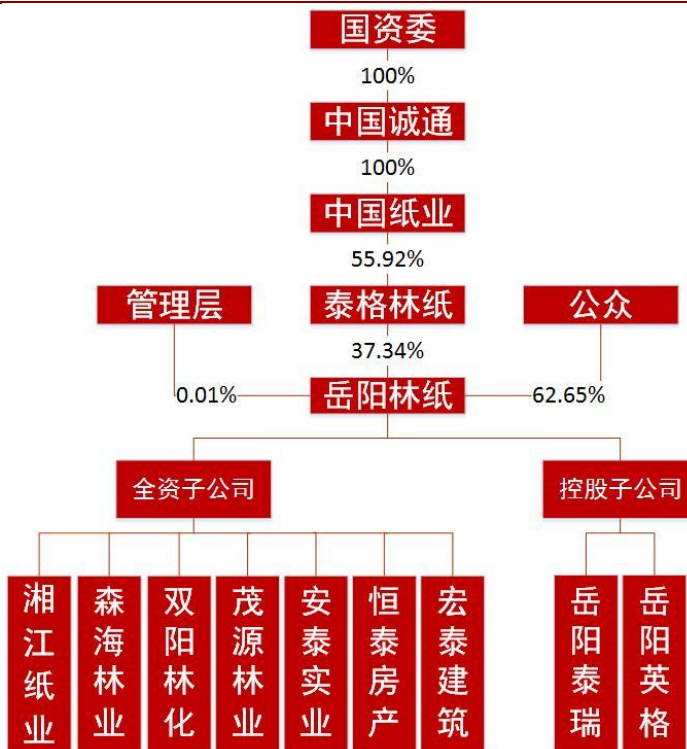 国资委
100%
中国诚通
100%
中国纸业
55.92%
管理层
泰格林纸
公众
37.34%
0.01%
岳阳林纸
62.65%
全资子公司
控股子公司
湘江纸业
森海林业
双阳林化
茂源林业
安泰实业
恒泰房产
宏泰建筑
岳阳泰瑞
岳阳英格